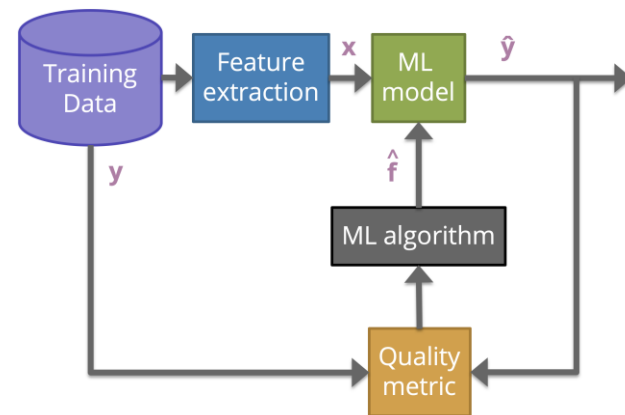 Training
Data
Feature
extraction
x
ML
model
ŷ
y
f̂
ML algorithm
Quality
metric